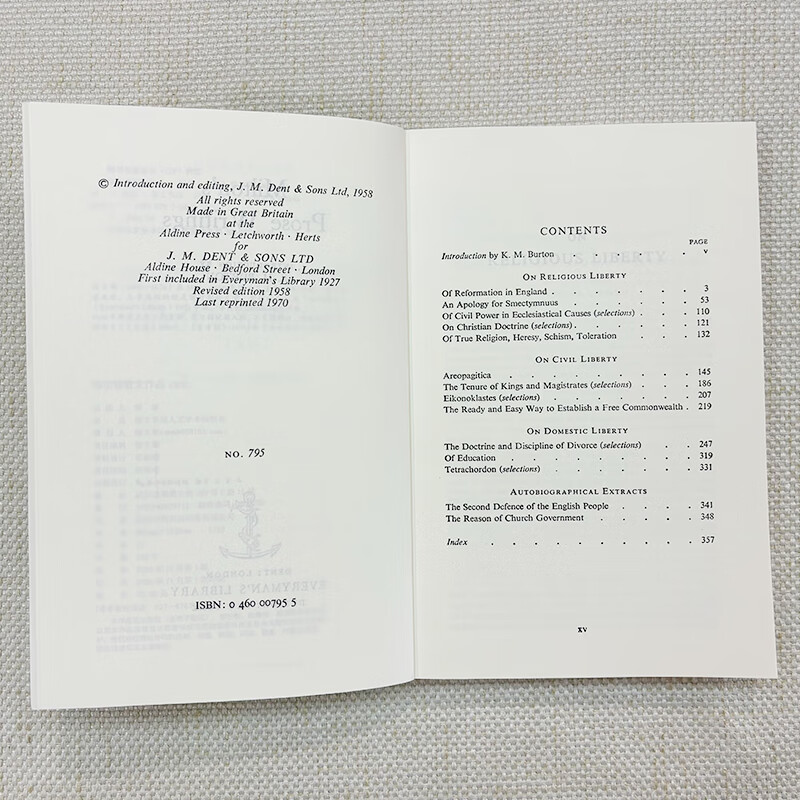 © Introduction and editing, J. M. Dent & Sons Ltd, 1958
All rights reserved
Made in Great Britain
at the
Aldine Press · Letchworth · Herts
for
J. M. DENT & SONS LTD
Aldine House · Bedford Street · London
First included in Everyman's Library 1927
Revised edition 1958
Last reprinted 1970
NO. 795
ISBN: 0 460 00795 5
CONTENTS
PAGE
Introduction by K. M. Burton . . . . . v
ON RELIGIOUS LIBERTY
Of Reformation in England . . . . . . . 3
An Apology for Smectymnuus . . . . . . 53
Of Civil Power in Ecclesiastical Causes (selections) . . . 110
On Christian Doctrine (selections) . . . . . . 121
Of True Religion, Heresy, Schism, Toleration . . . 132
ON CIVIL LIBERTY
Areopagitica . . . . . . . . 145
The Tenure of Kings and Magistrates (selections) . . . 186
Eikonoklastes (selections) . . . . . . 207
The Ready and Easy Way to Establish a Free Commonwealth . 219
ON DOMESTIC LIBERTY
The Doctrine and Discipline of Divorce (selections) . . 247
Of Education . . . . . . . . 319
Tetrachordon (selections) . . . . . . 331
AUTOBIOGRAPHICAL EXTRACTS
The Second Defence of the English People . . . . 341
The Reason of Church Government . . . . . 348
Index . . . . . . . . . . 357
xv